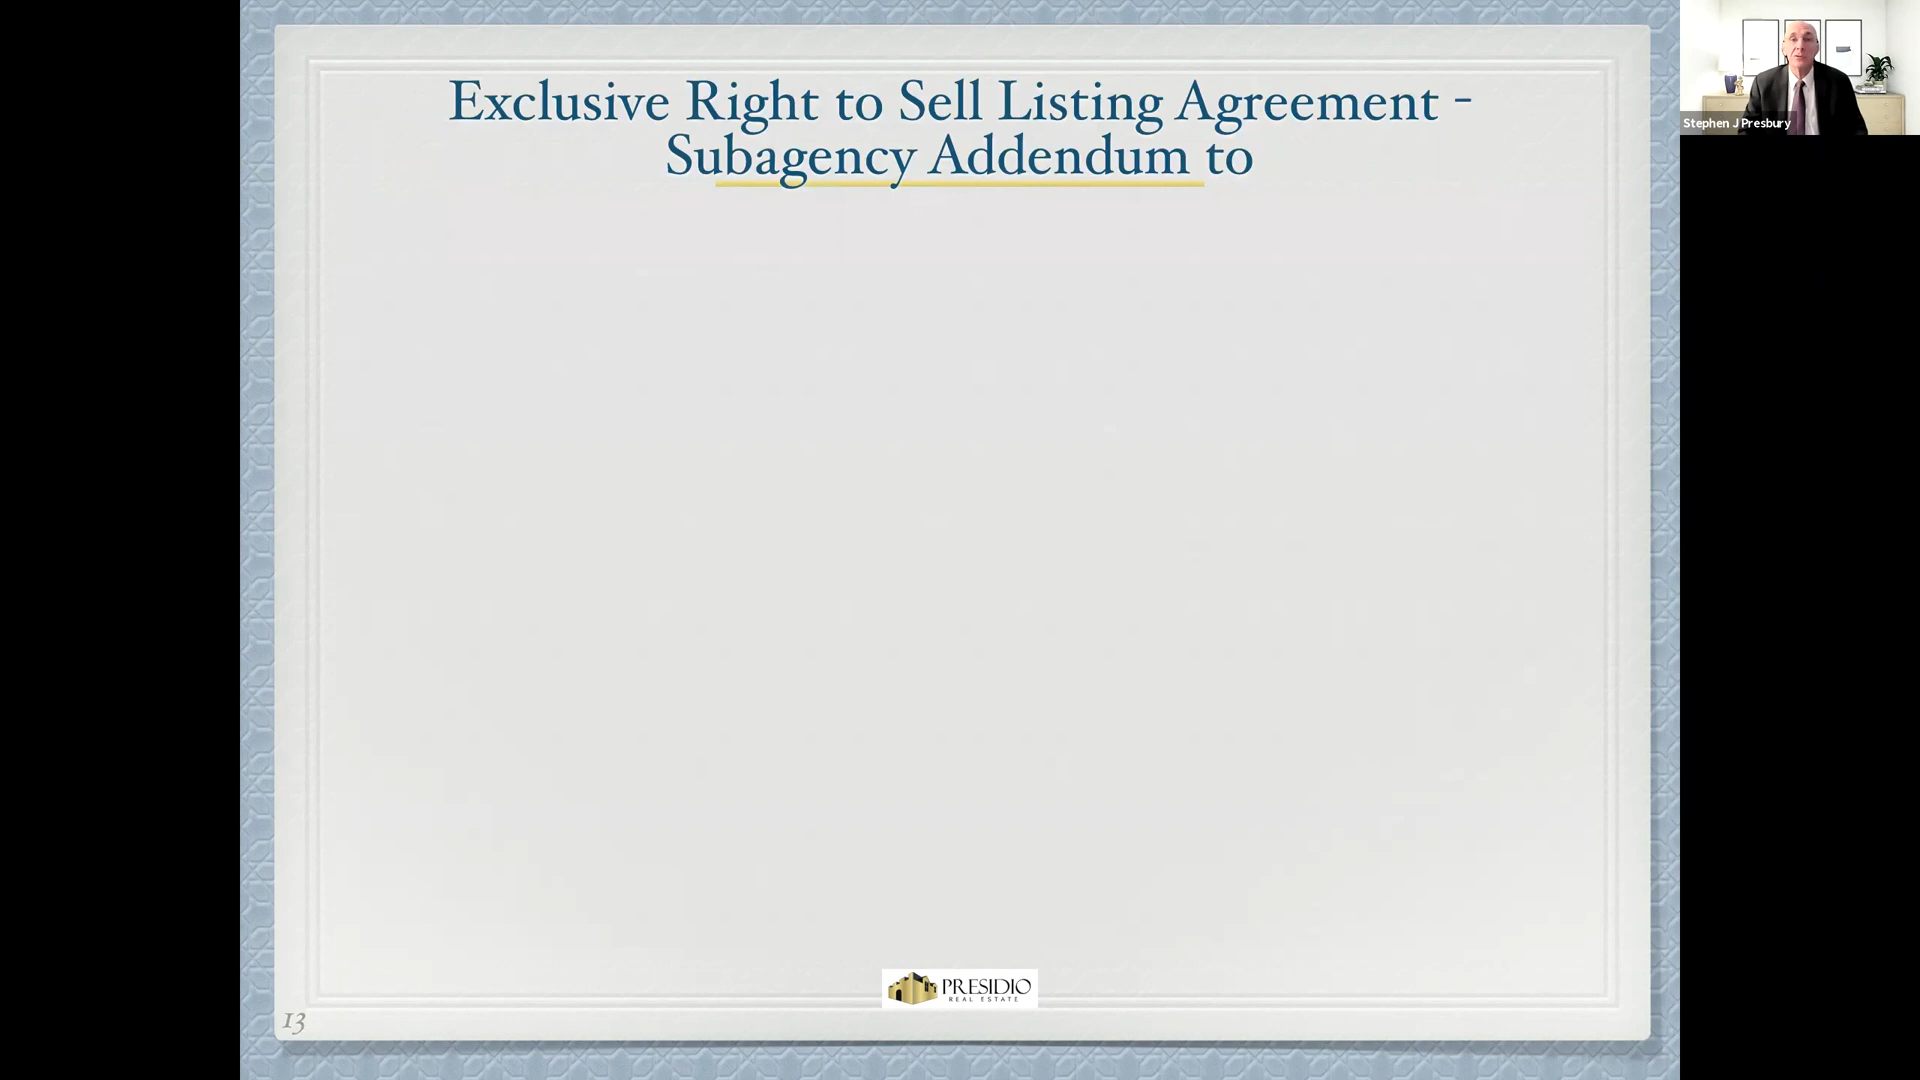 Exclusive Right to Sell Listing Agreement -
Subagency Addendum to
Stephen J Presbury
PRESIDIO
REAL ESTATE
13